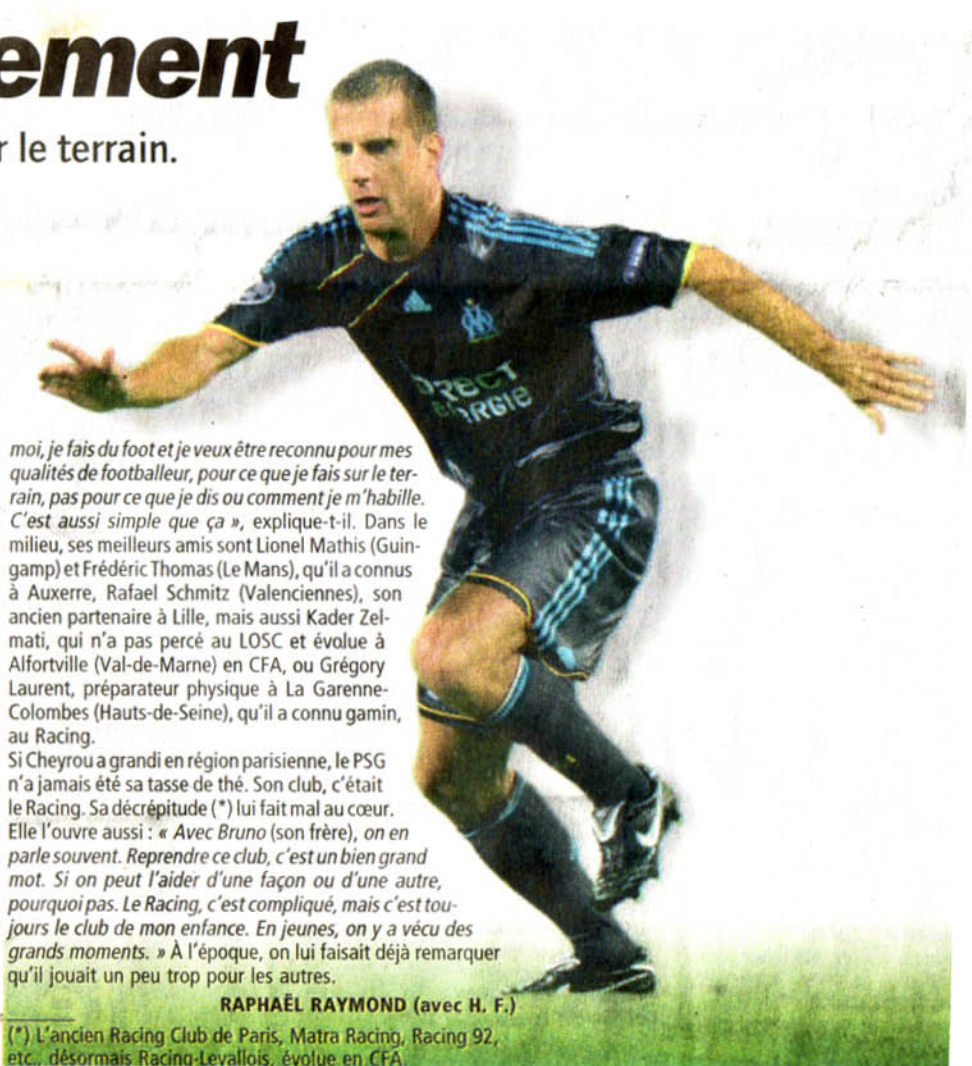 ement
r le terrain.
DIRECT
ENERGIE
moi, je fais du foot et je veux être reconnu pour mes
qualités de footballeur, pour ce que je fais sur le ter-
rain, pas pour ce que je dis ou comment je m'habille.
C'est aussi simple que ça », explique-t-il. Dans le
milieu, ses meilleurs amis sont Lionel Mathis (Guin-
gamp) et Frédéric Thomas (Le Mans), qu'il a connus
à Auxerre, Rafael Schmitz (Valenciennes), son
ancien partenaire à Lille, mais aussi Kader Zel-
mati, qui n'a pas percé au LOSC et évolue à
Alfortville (Val-de-Marne) en CFA, ou Grégory
Laurent, préparateur physique à La Garenne-
Colombes (Hauts-de-Seine), qu'il a connu gamin,
au Racing.
Si Cheyrou a grandi en région parisienne, le PSG
n'a jamais été sa tasse de thé. Son club, c'était
le Racing. Sa décrépitude (*) lui fait mal au cœur.
Elle l'ouvre aussi : « Avec Bruno (son frère), on en
parle souvent. Reprendre ce club, c'est un bien grand
mot. Si on peut l'aider d'une façon ou d'une autre,
pourquoi pas. Le Racing, c'est compliqué, mais c'est tou-
jours le club de mon enfance. En jeunes, on y a vécu des
grands moments. » À l'époque, on lui faisait déjà remarquer
qu'il jouait un peu trop pour les autres.
RAPHAËL RAYMOND (avec H. F.)
(*) L'ancien Racing Club de Paris, Matra Racing, Racing 92,
etc., désormais Racing-Levallois, évolue en CFA.